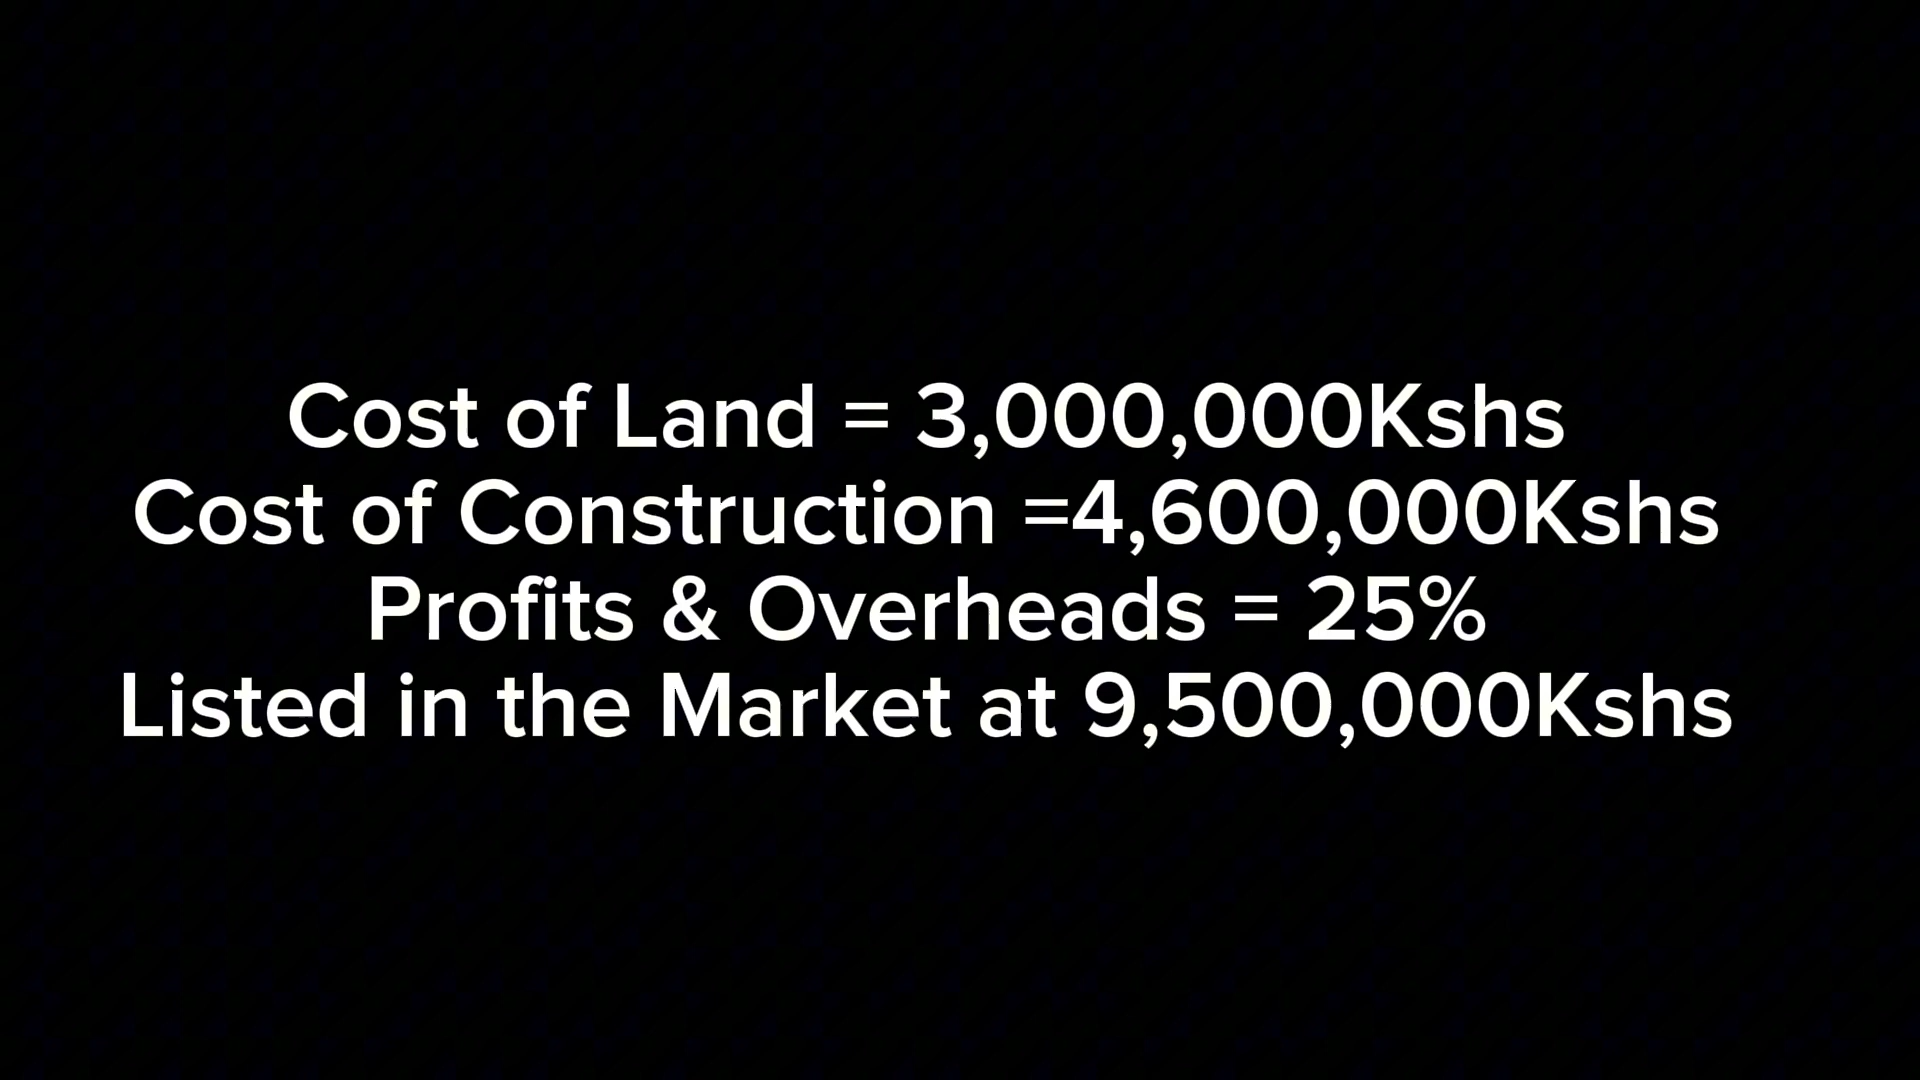 Cost of Land = 3,000,000Kshs
Cost of Construction =4,600,000Kshs
Profits & Overheads = 25%
Listed in the Market at 9,500,000Kshs